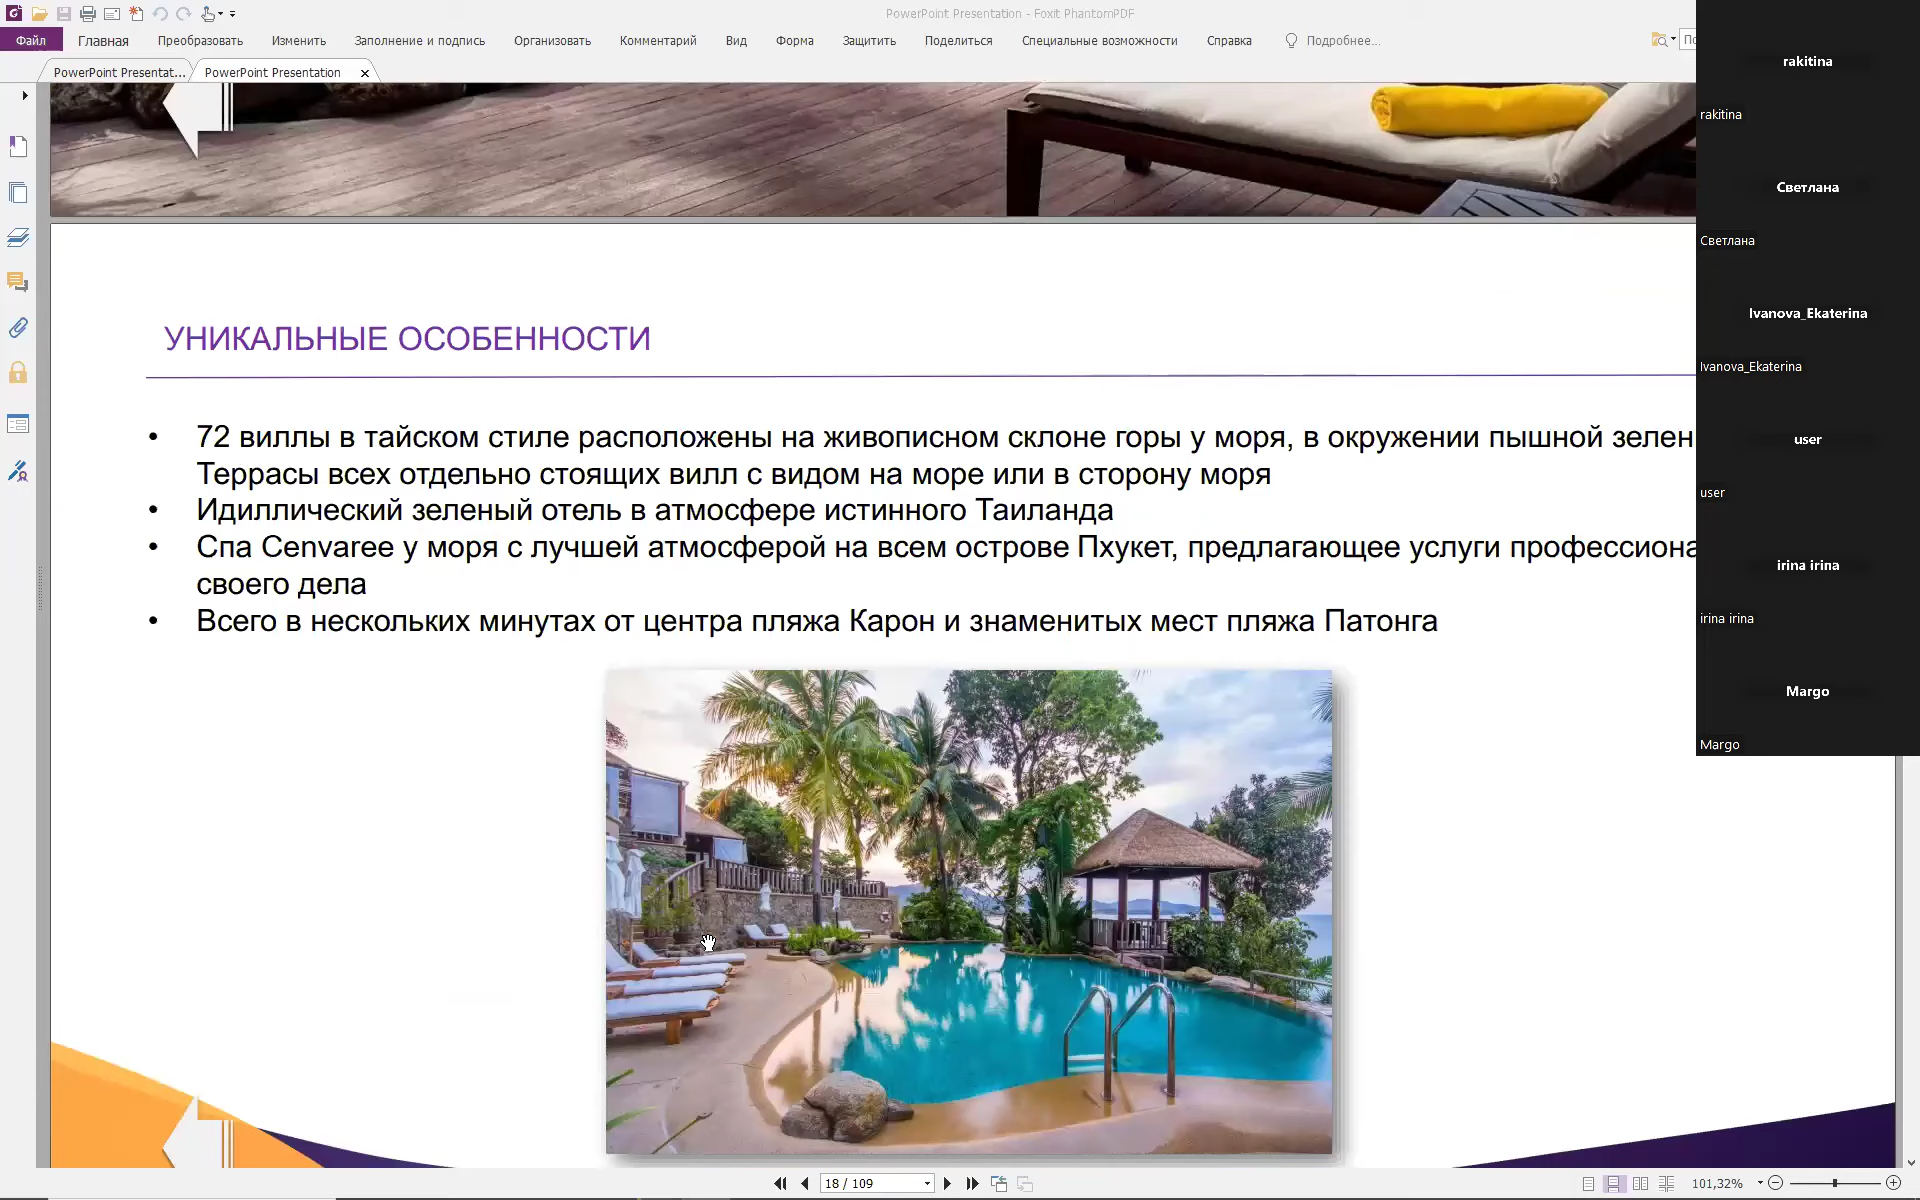 PowerPoint Presentation - Foxit PhantomPDF
Файл Главная Преобразовать Изменить Заполнение и подпись Организовать Комментарий Вид Форма Защитить Поделиться Специальные возможности Справка Подробнее...
PowerPoint Presentat... PowerPoint Presentation
УНИКАЛЬНЫЕ ОСОБЕННОСТИ
• 72 виллы в тайском стиле расположены на живописном склоне горы у моря, в окружении пышной зелен
Террасы всех отдельно стоящих вилл с видом на море или в сторону моря
• Идиллический зеленый отель в атмосфере истинного Таиланда
• Спа Cenvaree у моря с лучшей атмосферой на всем острове Пхукет, предлагающее услуги профессиона
своего дела
• Всего в нескольких минутах от центра пляжа Карон и знаменитых мест пляжа Патонга
rakitina
rakitina
Светлана
Светлана
Ivanova_Ekaterina
Ivanova_Ekaterina
user
user
irina irina
irina irina
Margo
Margo
18 / 109
101,32%